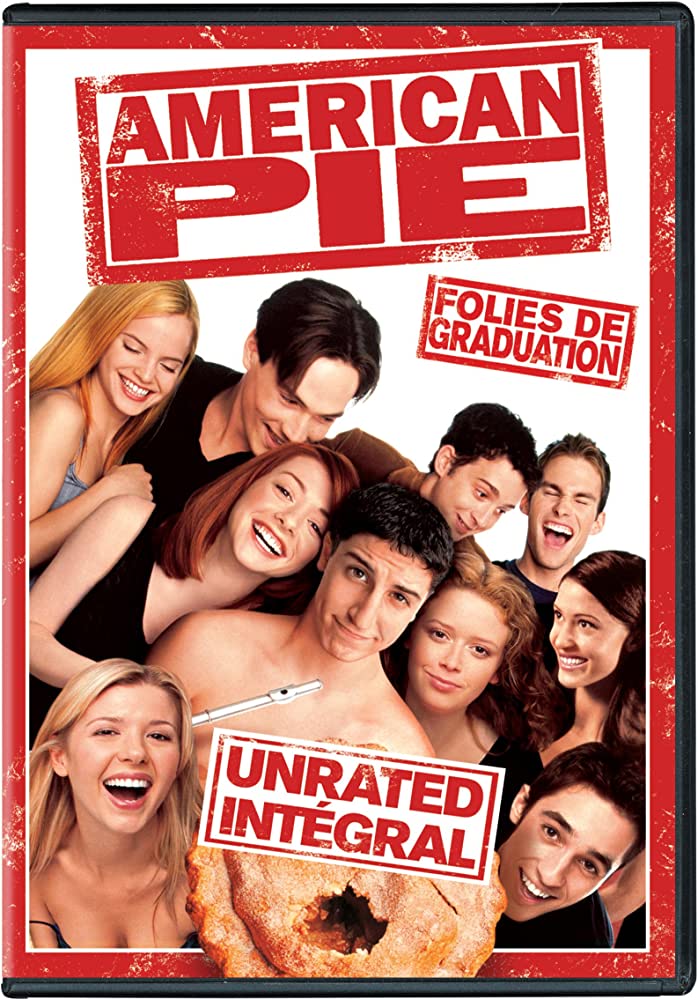 AMERICAN
PIE
FOLIES DE
GRADUATION
UNRATED
INTÉGRAL